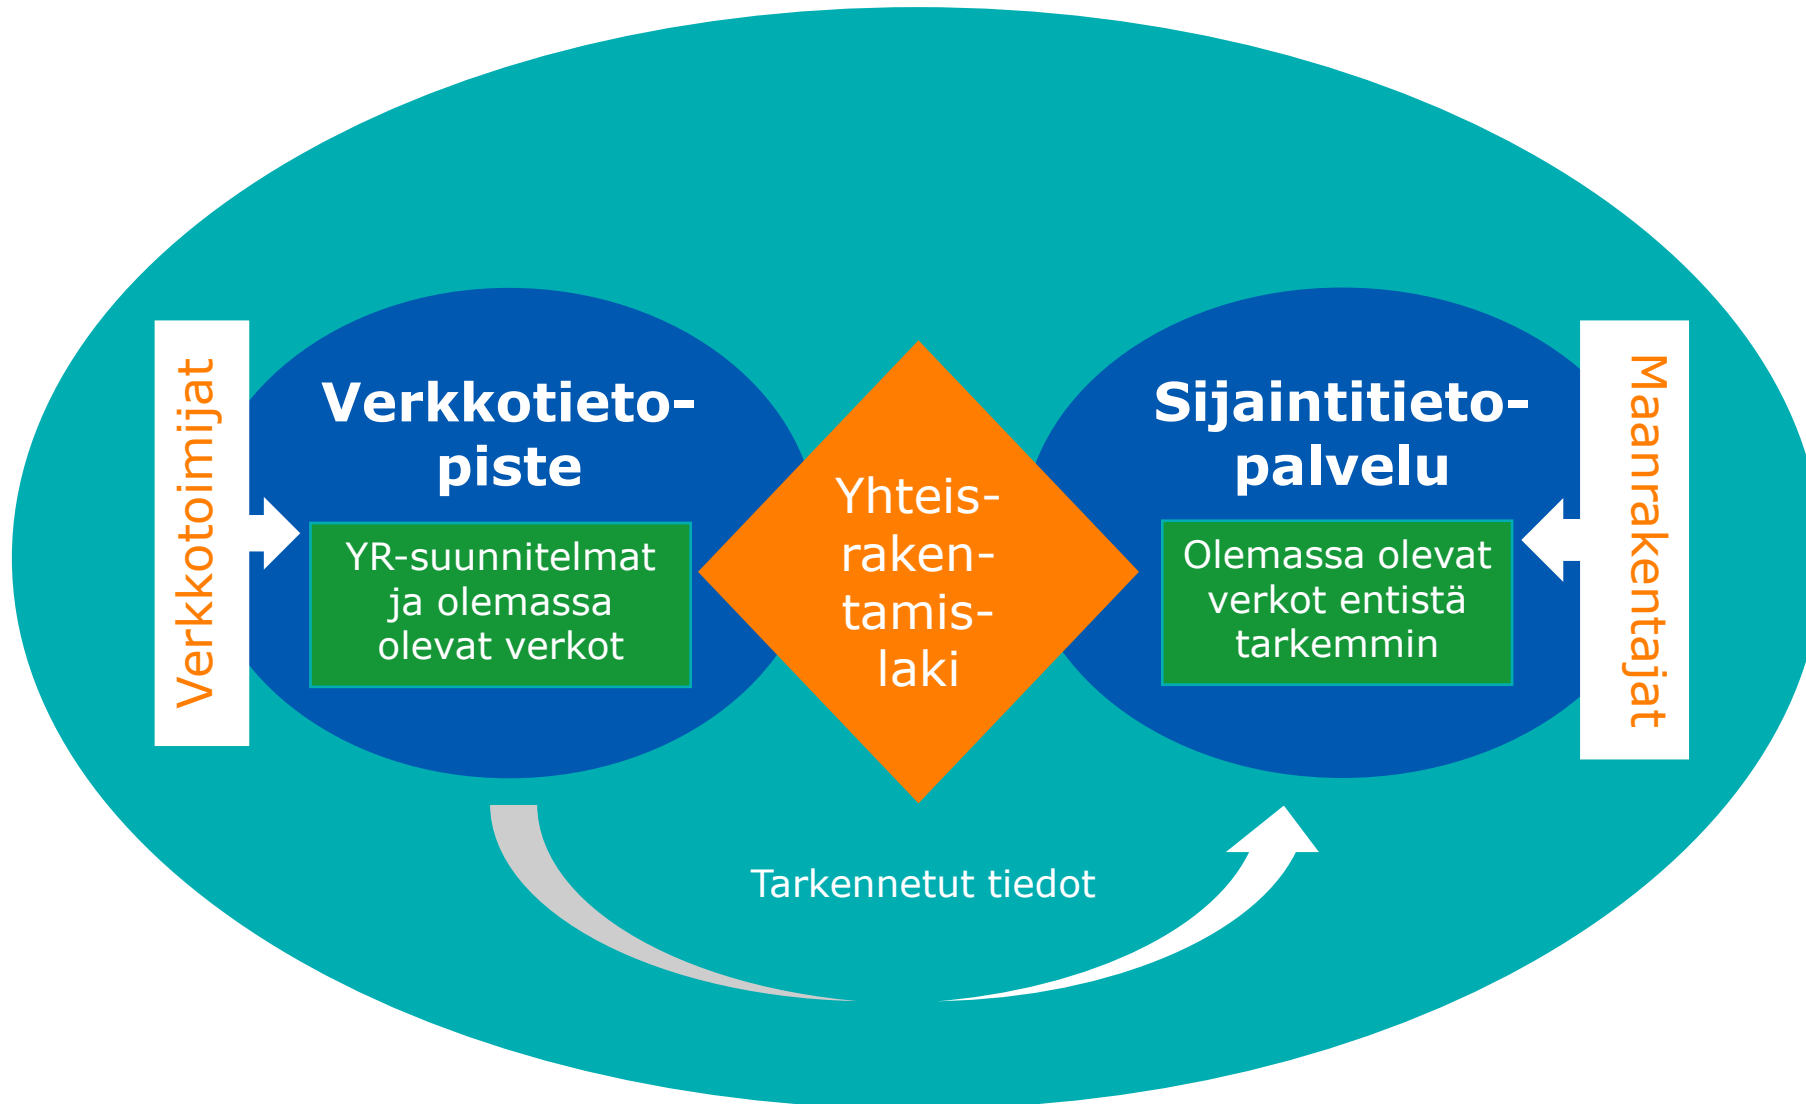 Verkkotoimijat
Verkkotieto-
piste
YR-suunnitelmat
ja olemassa
olevat verkot
Yhteis-
raken-
tamis-
laki
Sijaintitieto-
palvelu
Olemassa olevat
verkot entistä
tarkemmin
Maanrakentajat
Tarkennetut tiedot